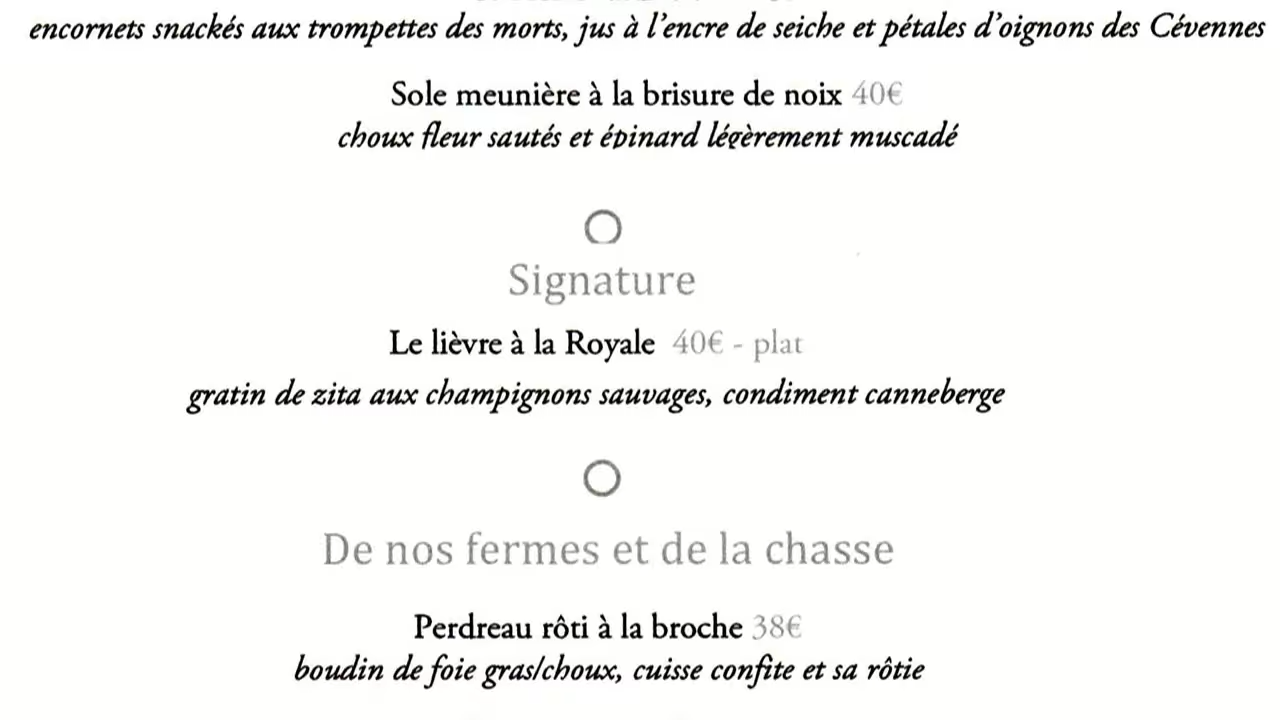 encornets snackés aux trompettes des morts, jus à l'encre de seiche et pétales d'oignons des Cévennes
Sole meunière à la brisure de noix 40€
choux fleur sautés et épinard légèrement muscadé
Signature
Le lièvre à la Royale 40€ - plat
gratin de zita aux champignons sauvages, condiment canneberge
De nos fermes et de la chasse
Perdreau rôti à la broche 38€
boudin de foie gras/choux, cuisse confite et sa rôtie